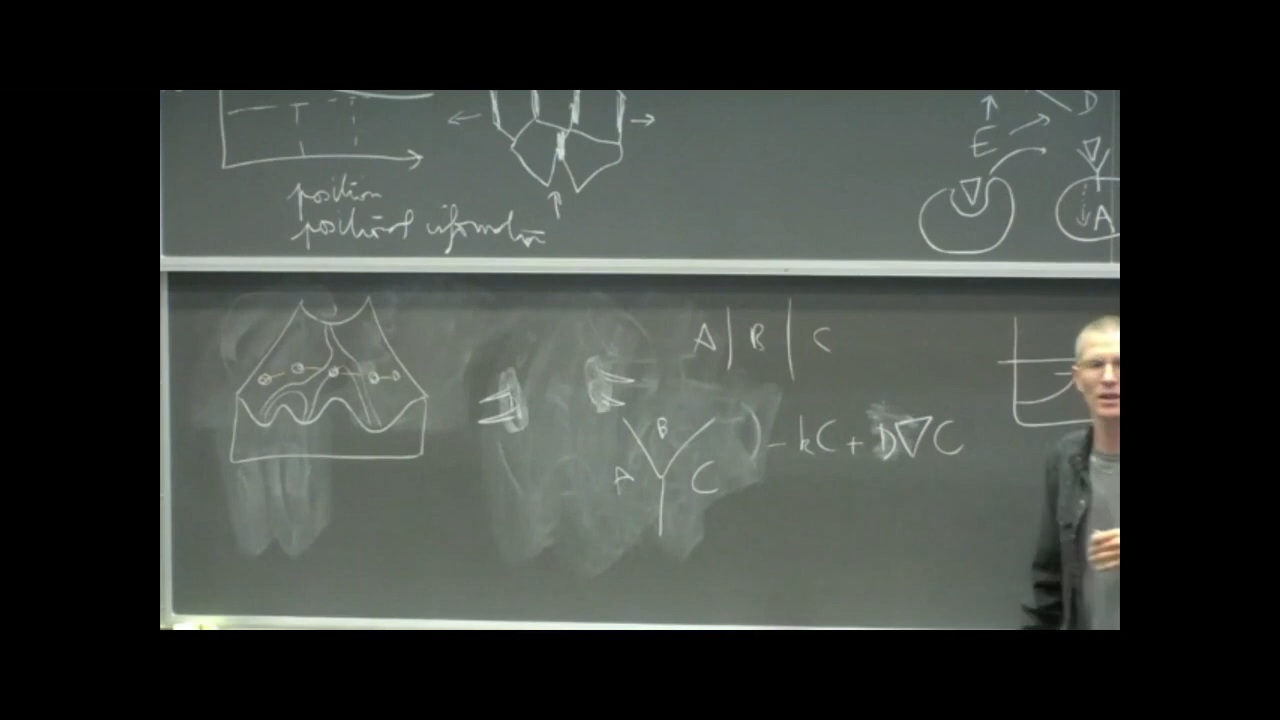 position
positional information
E
D
A
A | B | C
B
A C
- kC + D∇C